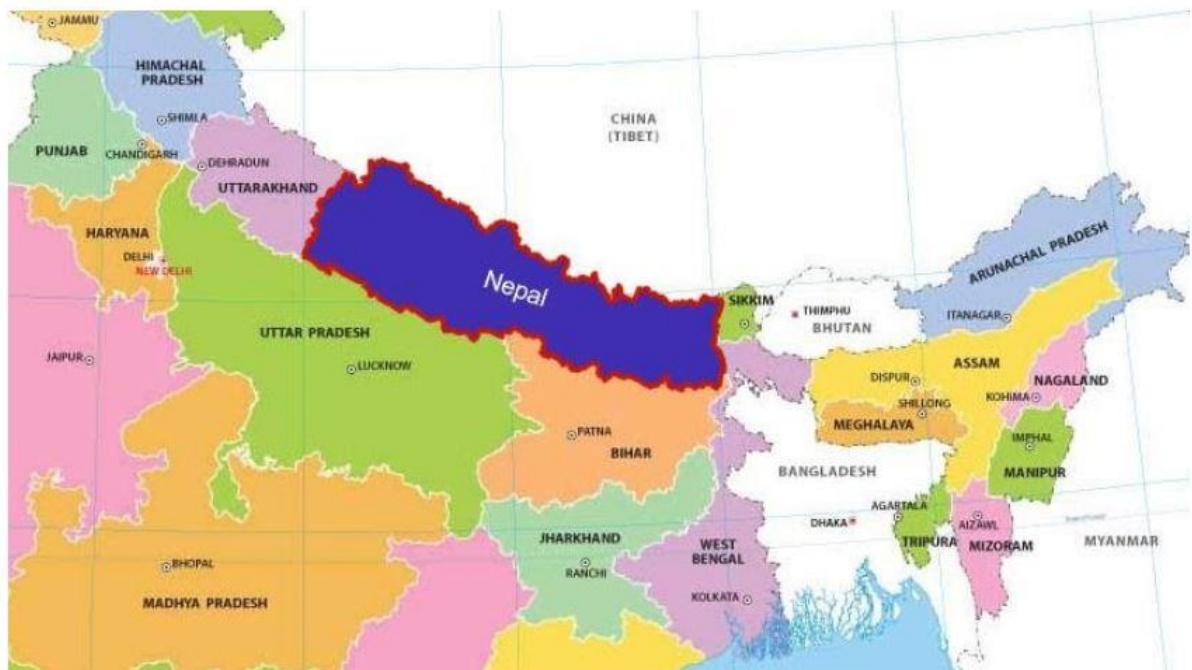 JAMMU
HIMACHAL
PRADESH
SHIMLA
CHINA
(TIBET)
PUNJAB
CHANDIGARH
DEHRADUN
UTTARAKHAND
HARYANA
DELHI
NEW DELHI
ARUNACHAL PRADESH
Nepal
SIKKIM
THIMPHU
BHUTAN
ITANAGAR
UTTAR PRADESH
JAIPUR
LUCKNOW
ASSAM
DISPUR
NAGALAND
KOHIMA
SHILLONG
MEGHALAYA
PATNA
BIHAR
IMPHAL
MANIPUR
BANGLADESH
AGARTALA
DHAKA
AIZAWL
TRIPURA
MIZORAM
MYANMAR
JHARKHAND
RANCHI
WEST
BENGAL
KOLKATA
BHOPAL
MADHYA PRADESH